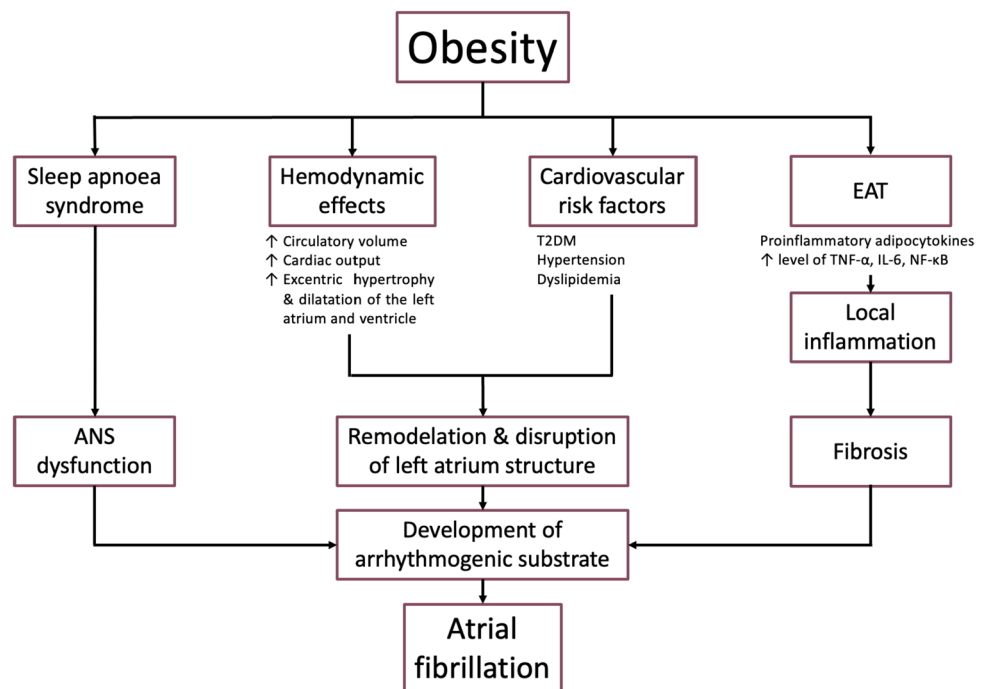 Obesity
Sleep apnoea
syndrome
Hemodynamic
effects
↑ Circulatory volume
↑ Cardiac output
↑ Excentric hypertrophy
& dilatation of the left
atrium and ventricle
Cardiovascular
risk factors
T2DM
Hypertension
Dyslipidemia
EAT
Proinflammatory adipocytokines
↑ level of TNF-α, IL-6, NF-κB
Local
inflammation
ANS
dysfunction
Remodelation & disruption
of left atrium structure
Fibrosis
Development of
arrhythmogenic substrate
Atrial
fibrillation